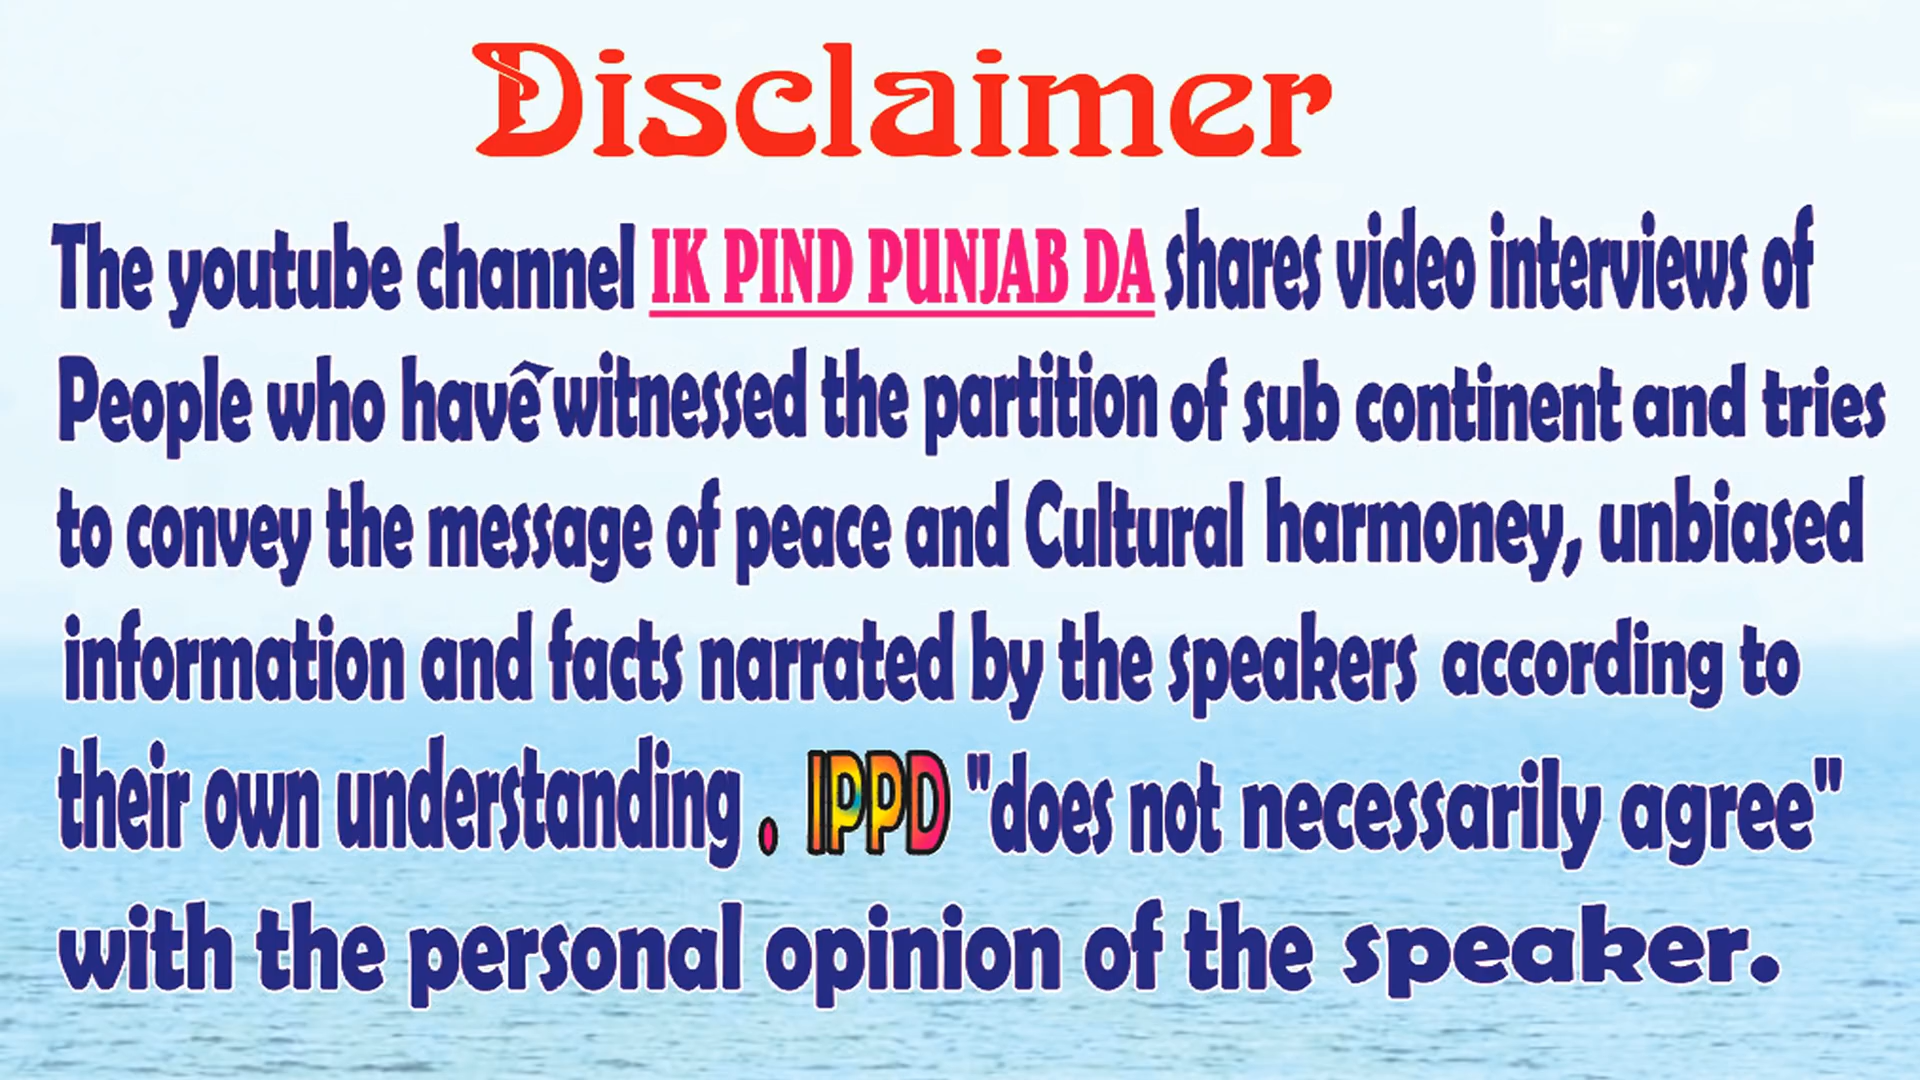 Disclaimer
The youtube channel IK PIND PUNJAB DA shares video interviews of
People who have witnessed the partition of sub continent and tries
to convey the message of peace and Cultural harmoney, unbiased
information and facts narrated by the speakers according to
their own understanding . IPPD "does not necessarily agree"
with the personal opinion of the speaker.